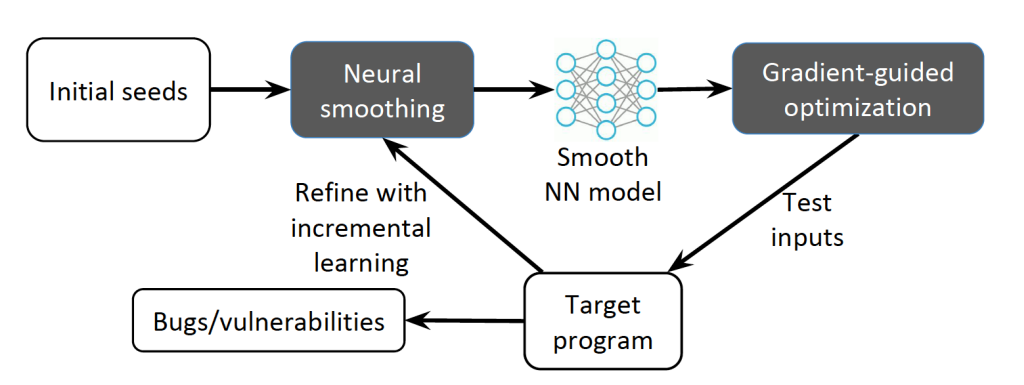 Initial seeds
Neural
smoothing
Smooth
NN model
Gradient-guided
optimization
Test
inputs
Refine with
incremental
learning
Target
program
Bugs/vulnerabilities